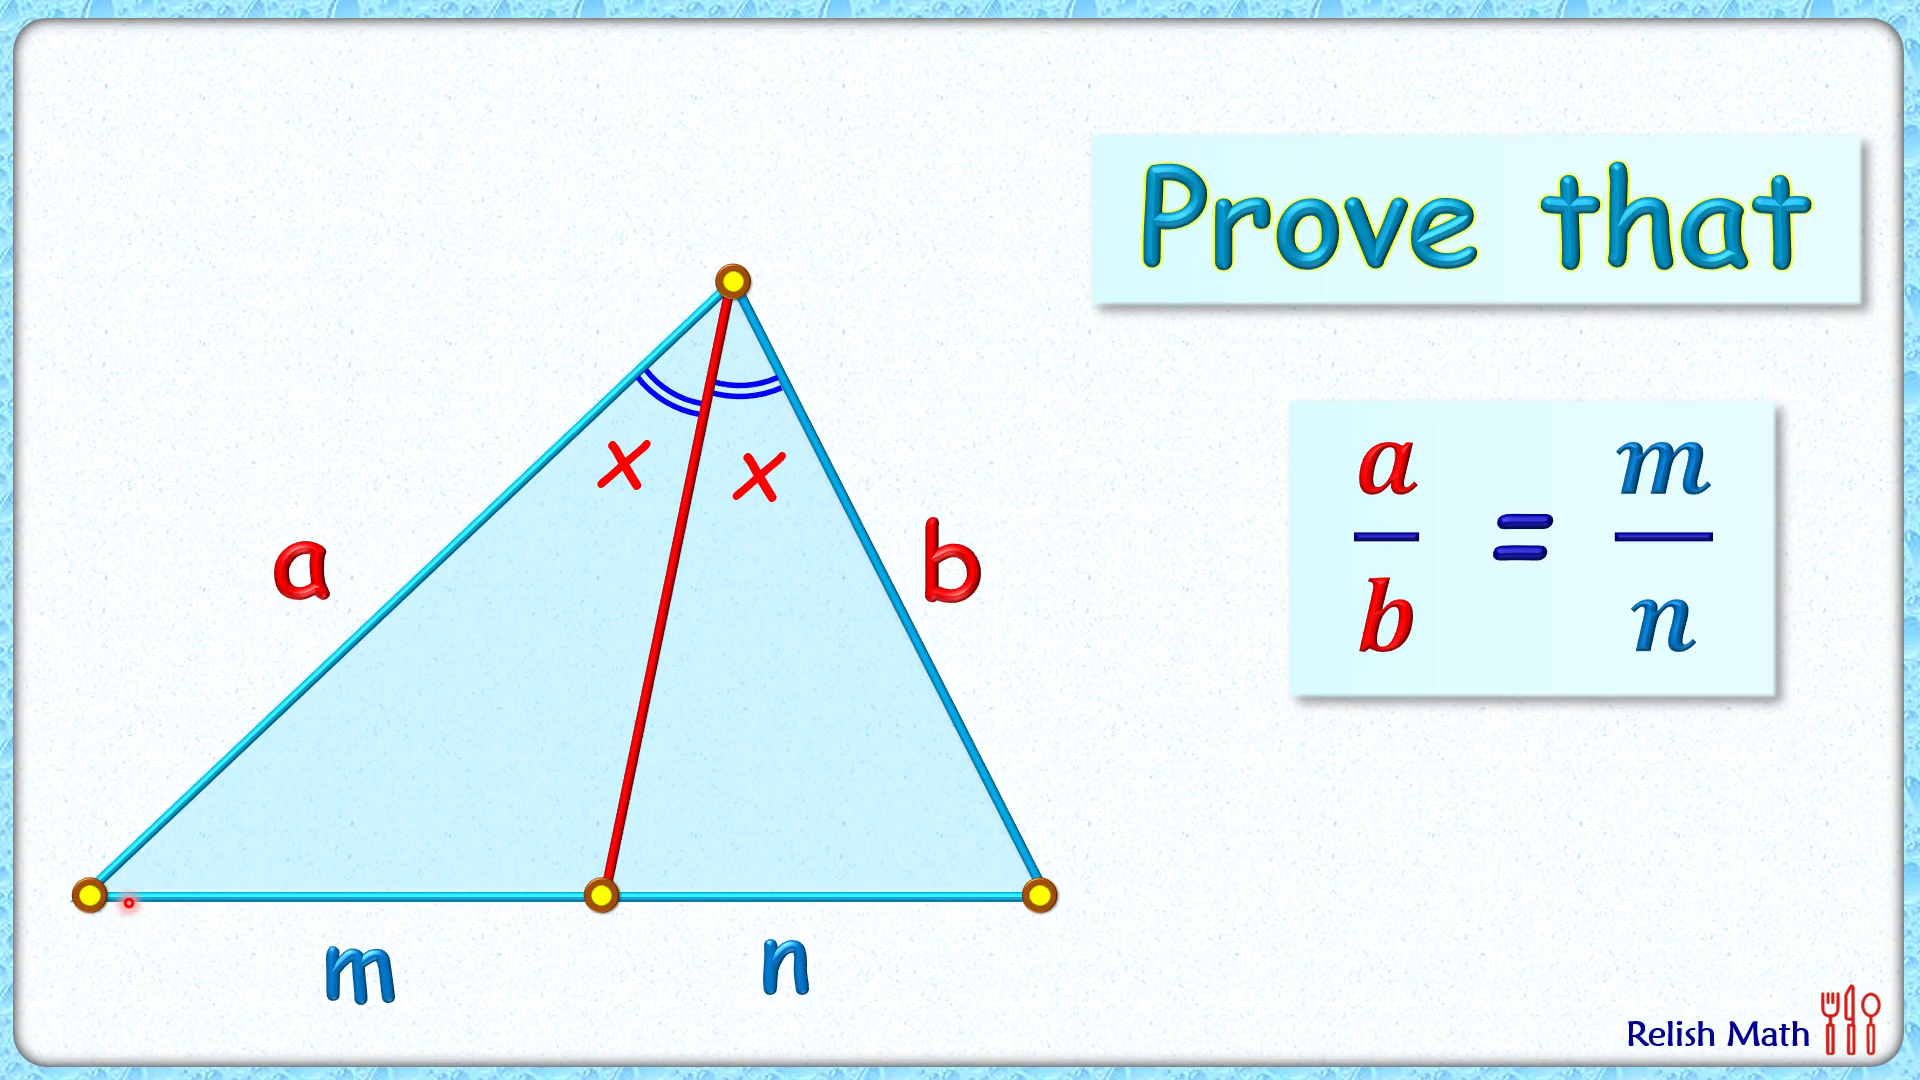 Prove that
a/b = m/n
x x
a b
m n
Relish Math